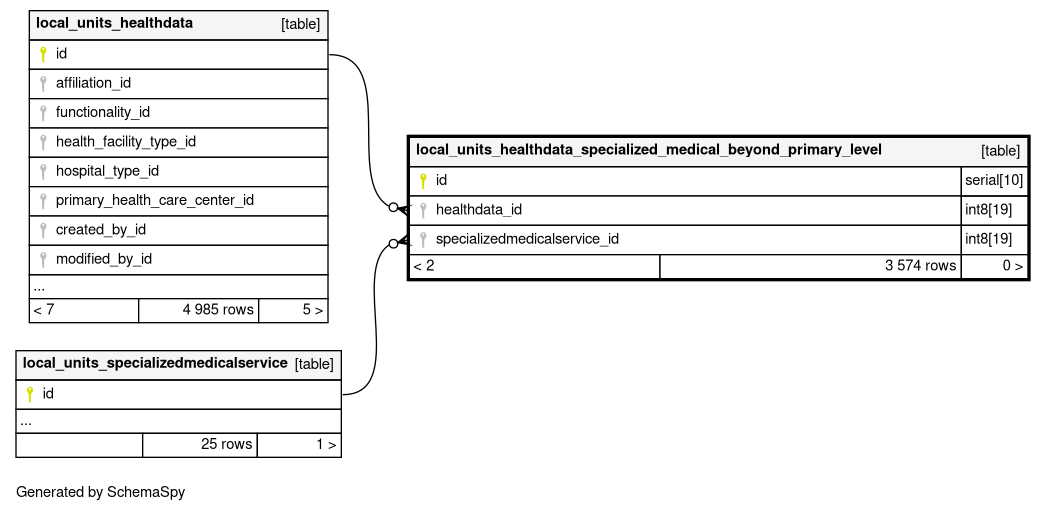 local_units_healthdata [table]
id
affiliation_id
functionality_id
health_facility_type_id
hospital_type_id
primary_health_care_center_id
created_by_id
modified_by_id
...
< 7 4 985 rows 5 >
local_units_healthdata_specialized_medical_beyond_primary_level [table]
id serial[10]
healthdata_id int8[19]
specializedmedicalservice_id int8[19]
< 2 3 574 rows 0 >
local_units_specializedmedicalservice [table]
id
...
25 rows 1 >
Generated by SchemaSpy